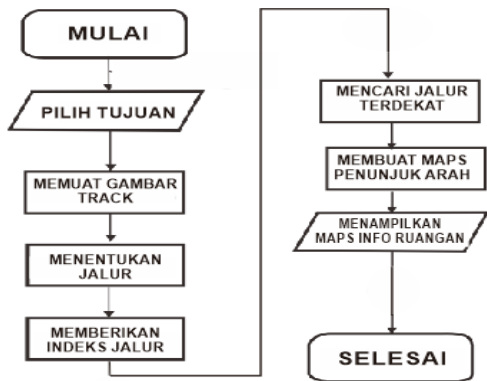 MULAI
PILIH TUJUAN
MEMUAT GAMBAR
TRACK
MENENTUKAN
JALUR
MEMBERIKAN
INDEKS JALUR
MENCARI JALUR
TERDEKAT
MEMBUAT MAPS
PENUNJUK ARAH
MENAMPILKAN
MAPS INFO RUANGAN
SELESAI